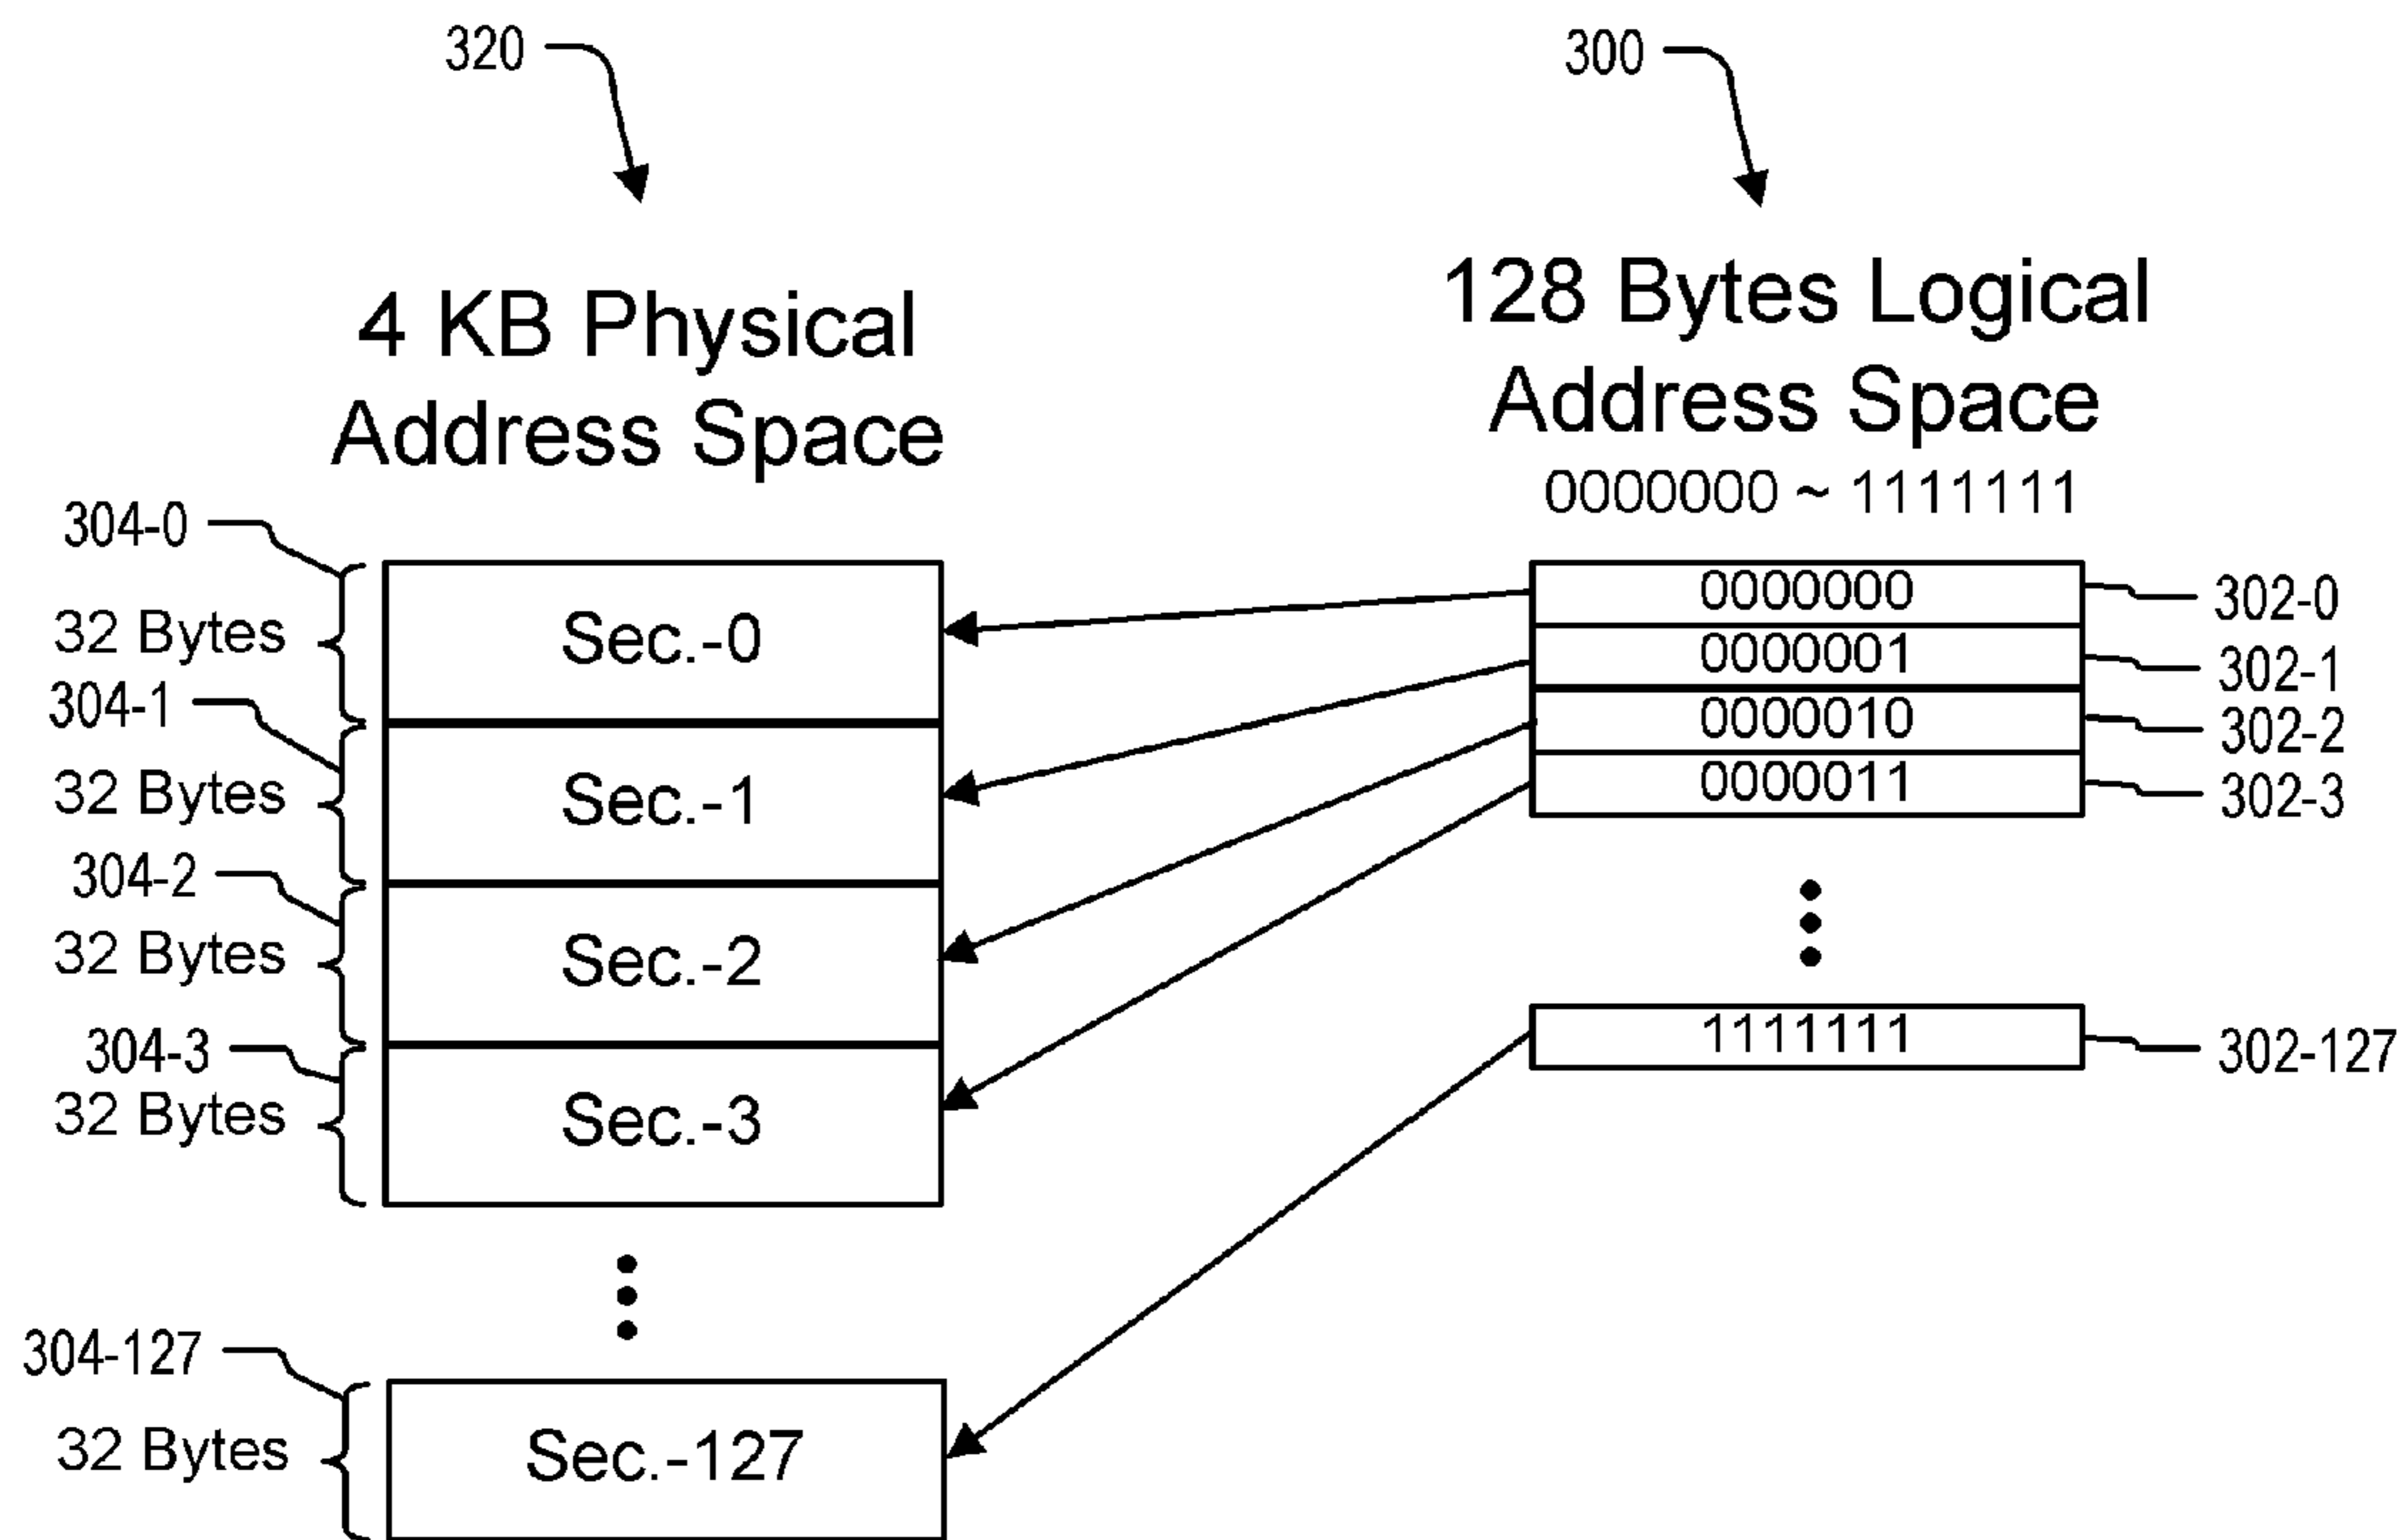 320
300
4 KB Physical
Address Space
128 Bytes Logical
Address Space
0000000 ~ 1111111
304-0
32 Bytes
Sec.-0
304-1
32 Bytes
Sec.-1
304-2
32 Bytes
Sec.-2
304-3
32 Bytes
Sec.-3
304-127
32 Bytes
Sec.-127
0000000
302-0
0000001
302-1
0000010
302-2
0000011
302-3
1111111
302-127